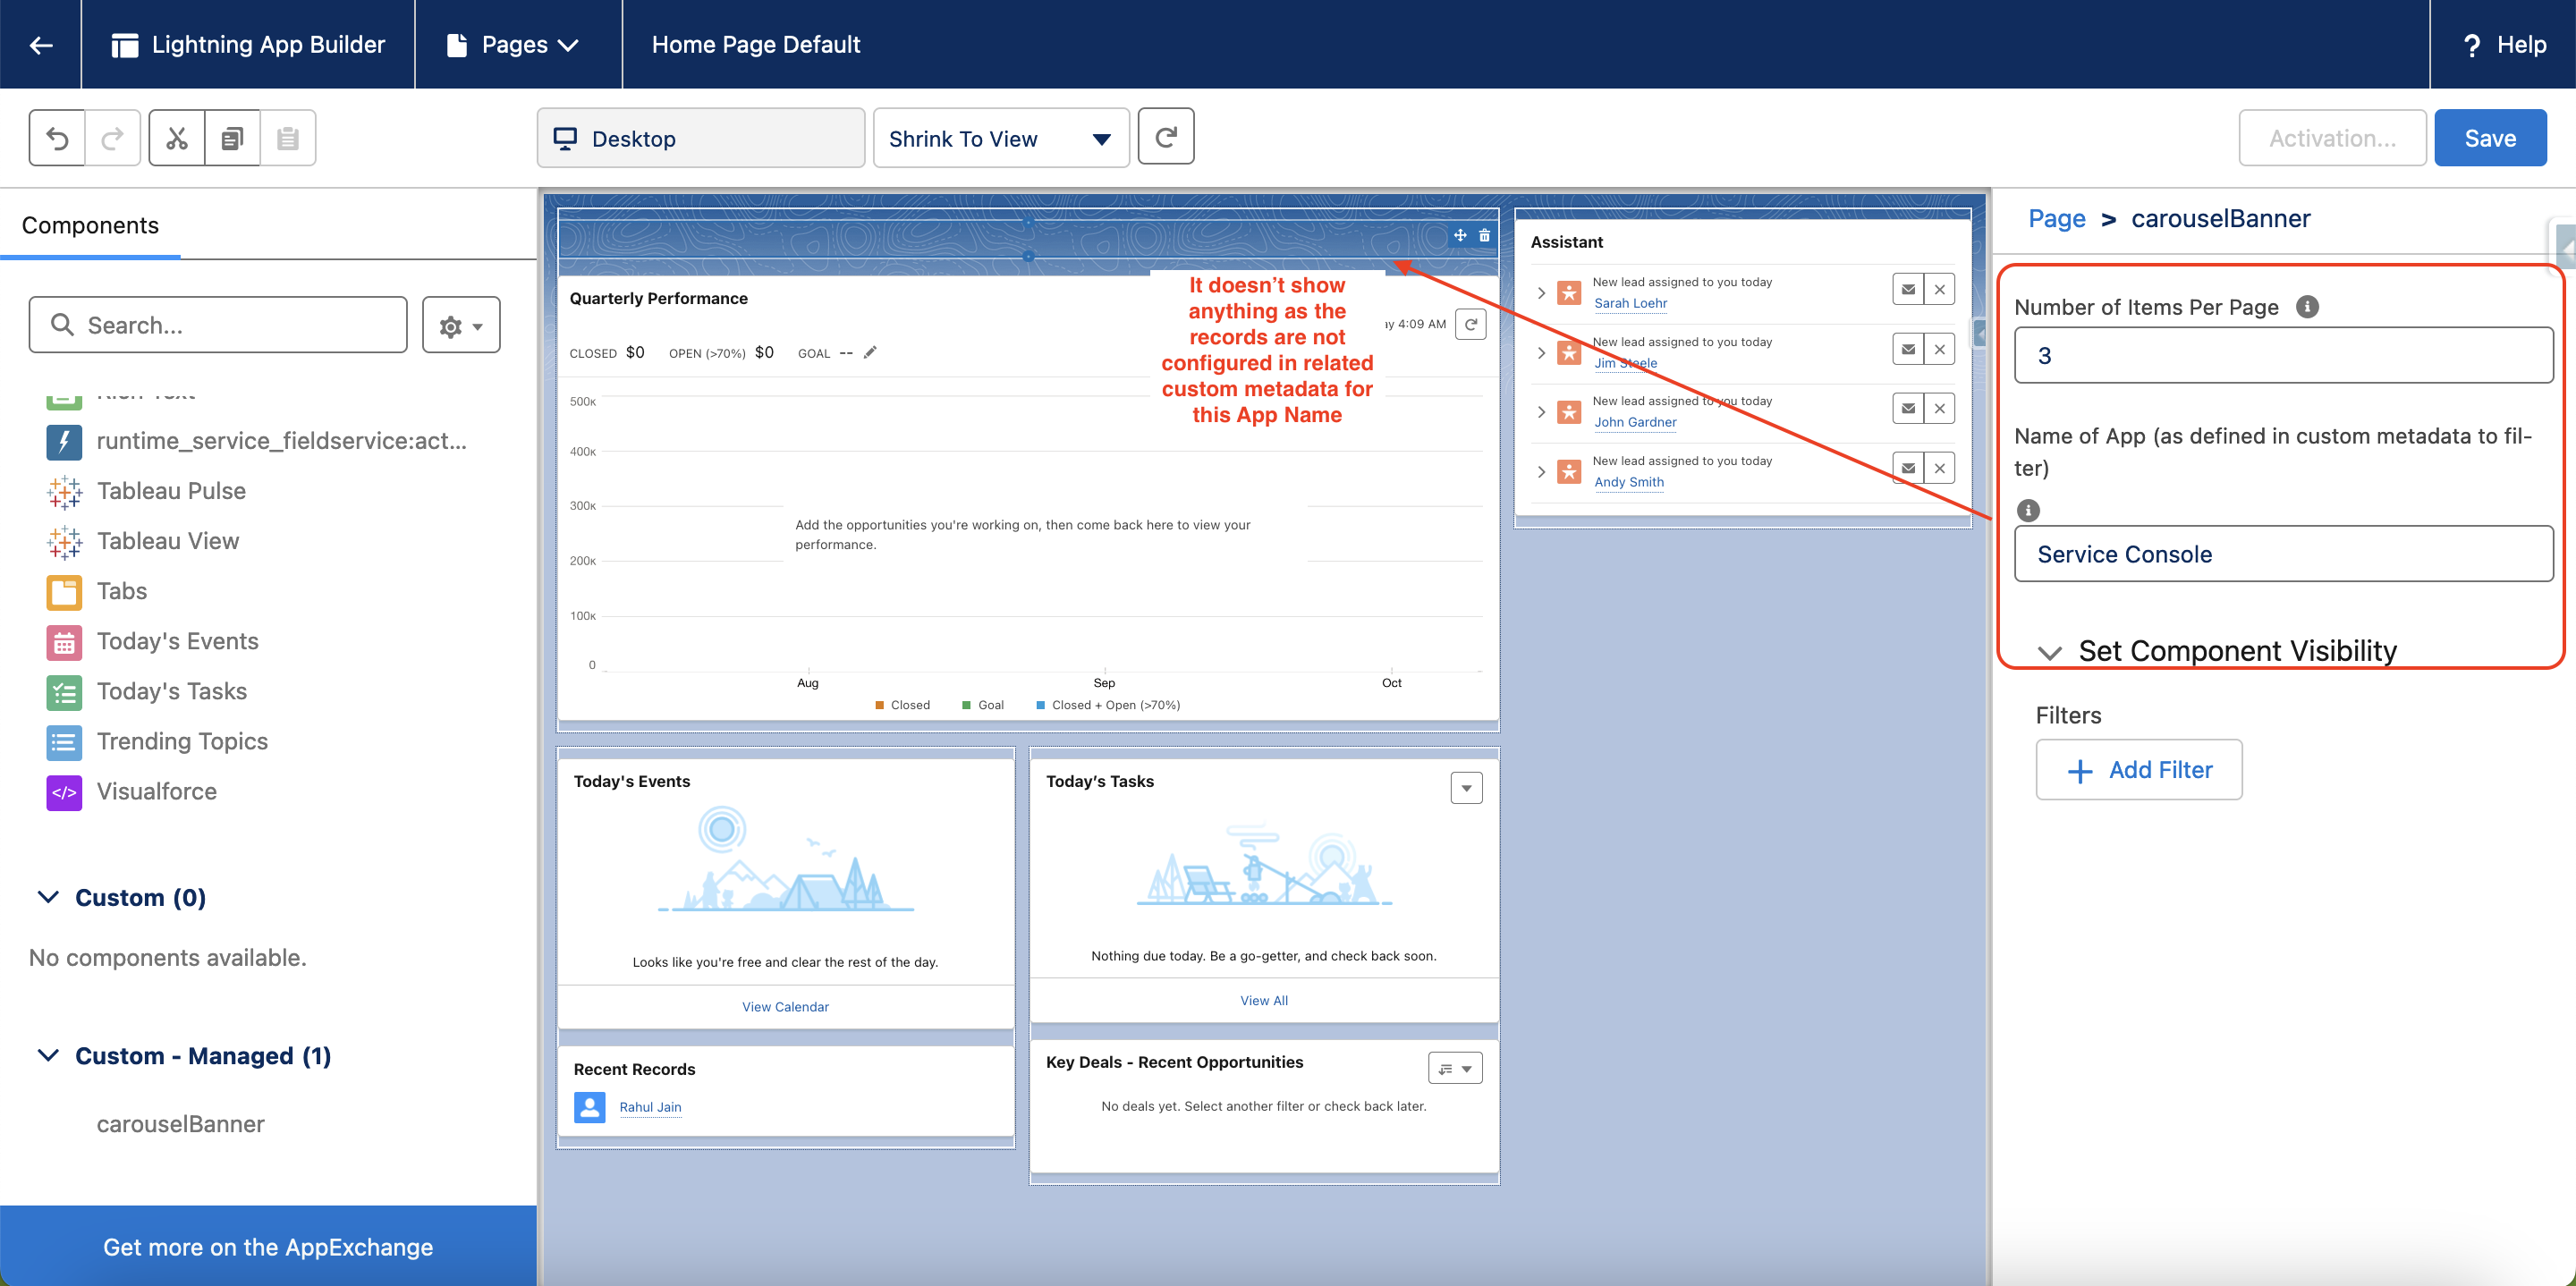 Lightning App Builder
Pages
Home Page Default
? Help
Desktop
Shrink To View
Activation...
Save
Components
Search...
runtime_service_fieldservice:act...
Tableau Pulse
Tableau View
Tabs
Today's Events
Today's Tasks
Trending Topics
Visualforce
Custom (0)
No components available.
Custom - Managed (1)
carouselBanner
Get more on the AppExchange
Quarterly Performance
4:09 AM
CLOSED $0 OPEN (>70%) $0 GOAL --
It doesn't show
anything as the
records are not
configured in related
custom metadata for
this App Name
500K
400K
300K
200K
100K
0
Add the opportunities you're working on, then come back here to view your
performance.
Aug
Sep
Oct
Closed
Goal
Closed + Open (>70%)
Today's Events
Looks like you're free and clear the rest of the day.
View Calendar
Recent Records
Rahul Jain
Today's Tasks
Nothing due today. Be a go-getter, and check back soon.
View All
Key Deals - Recent Opportunities
No deals yet. Select another filter or check back later.
Assistant
New lead assigned to you today
Sarah Loehr
New lead assigned to you today
Jim Steele
New lead assigned to you today
John Gardner
New lead assigned to you today
Andy Smith
Page > carouselBanner
Number of Items Per Page
3
Name of App (as defined in custom metadata to fil-
ter)
Service Console
Set Component Visibility
Filters
Add Filter